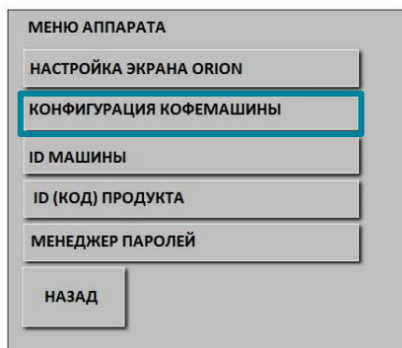 МЕНЮ АППАРАТА
НАСТРОЙКА ЭКРАНА ORION
КОНФИГУРАЦИЯ КОФЕМАШИНЫ
ID МАШИНЫ
ID (КОД) ПРОДУКТА
МЕНЕДЖЕР ПАРОЛЕЙ
НАЗАД